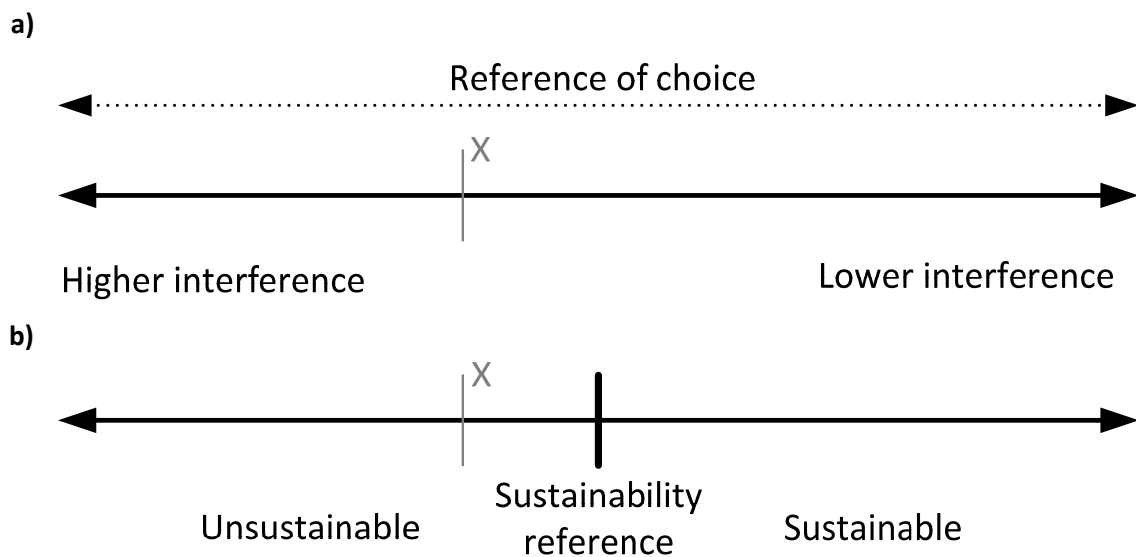 a)
Reference of choice
X
Higher interference
Lower interference
b)
X
Sustainability
reference
Unsustainable
Sustainable